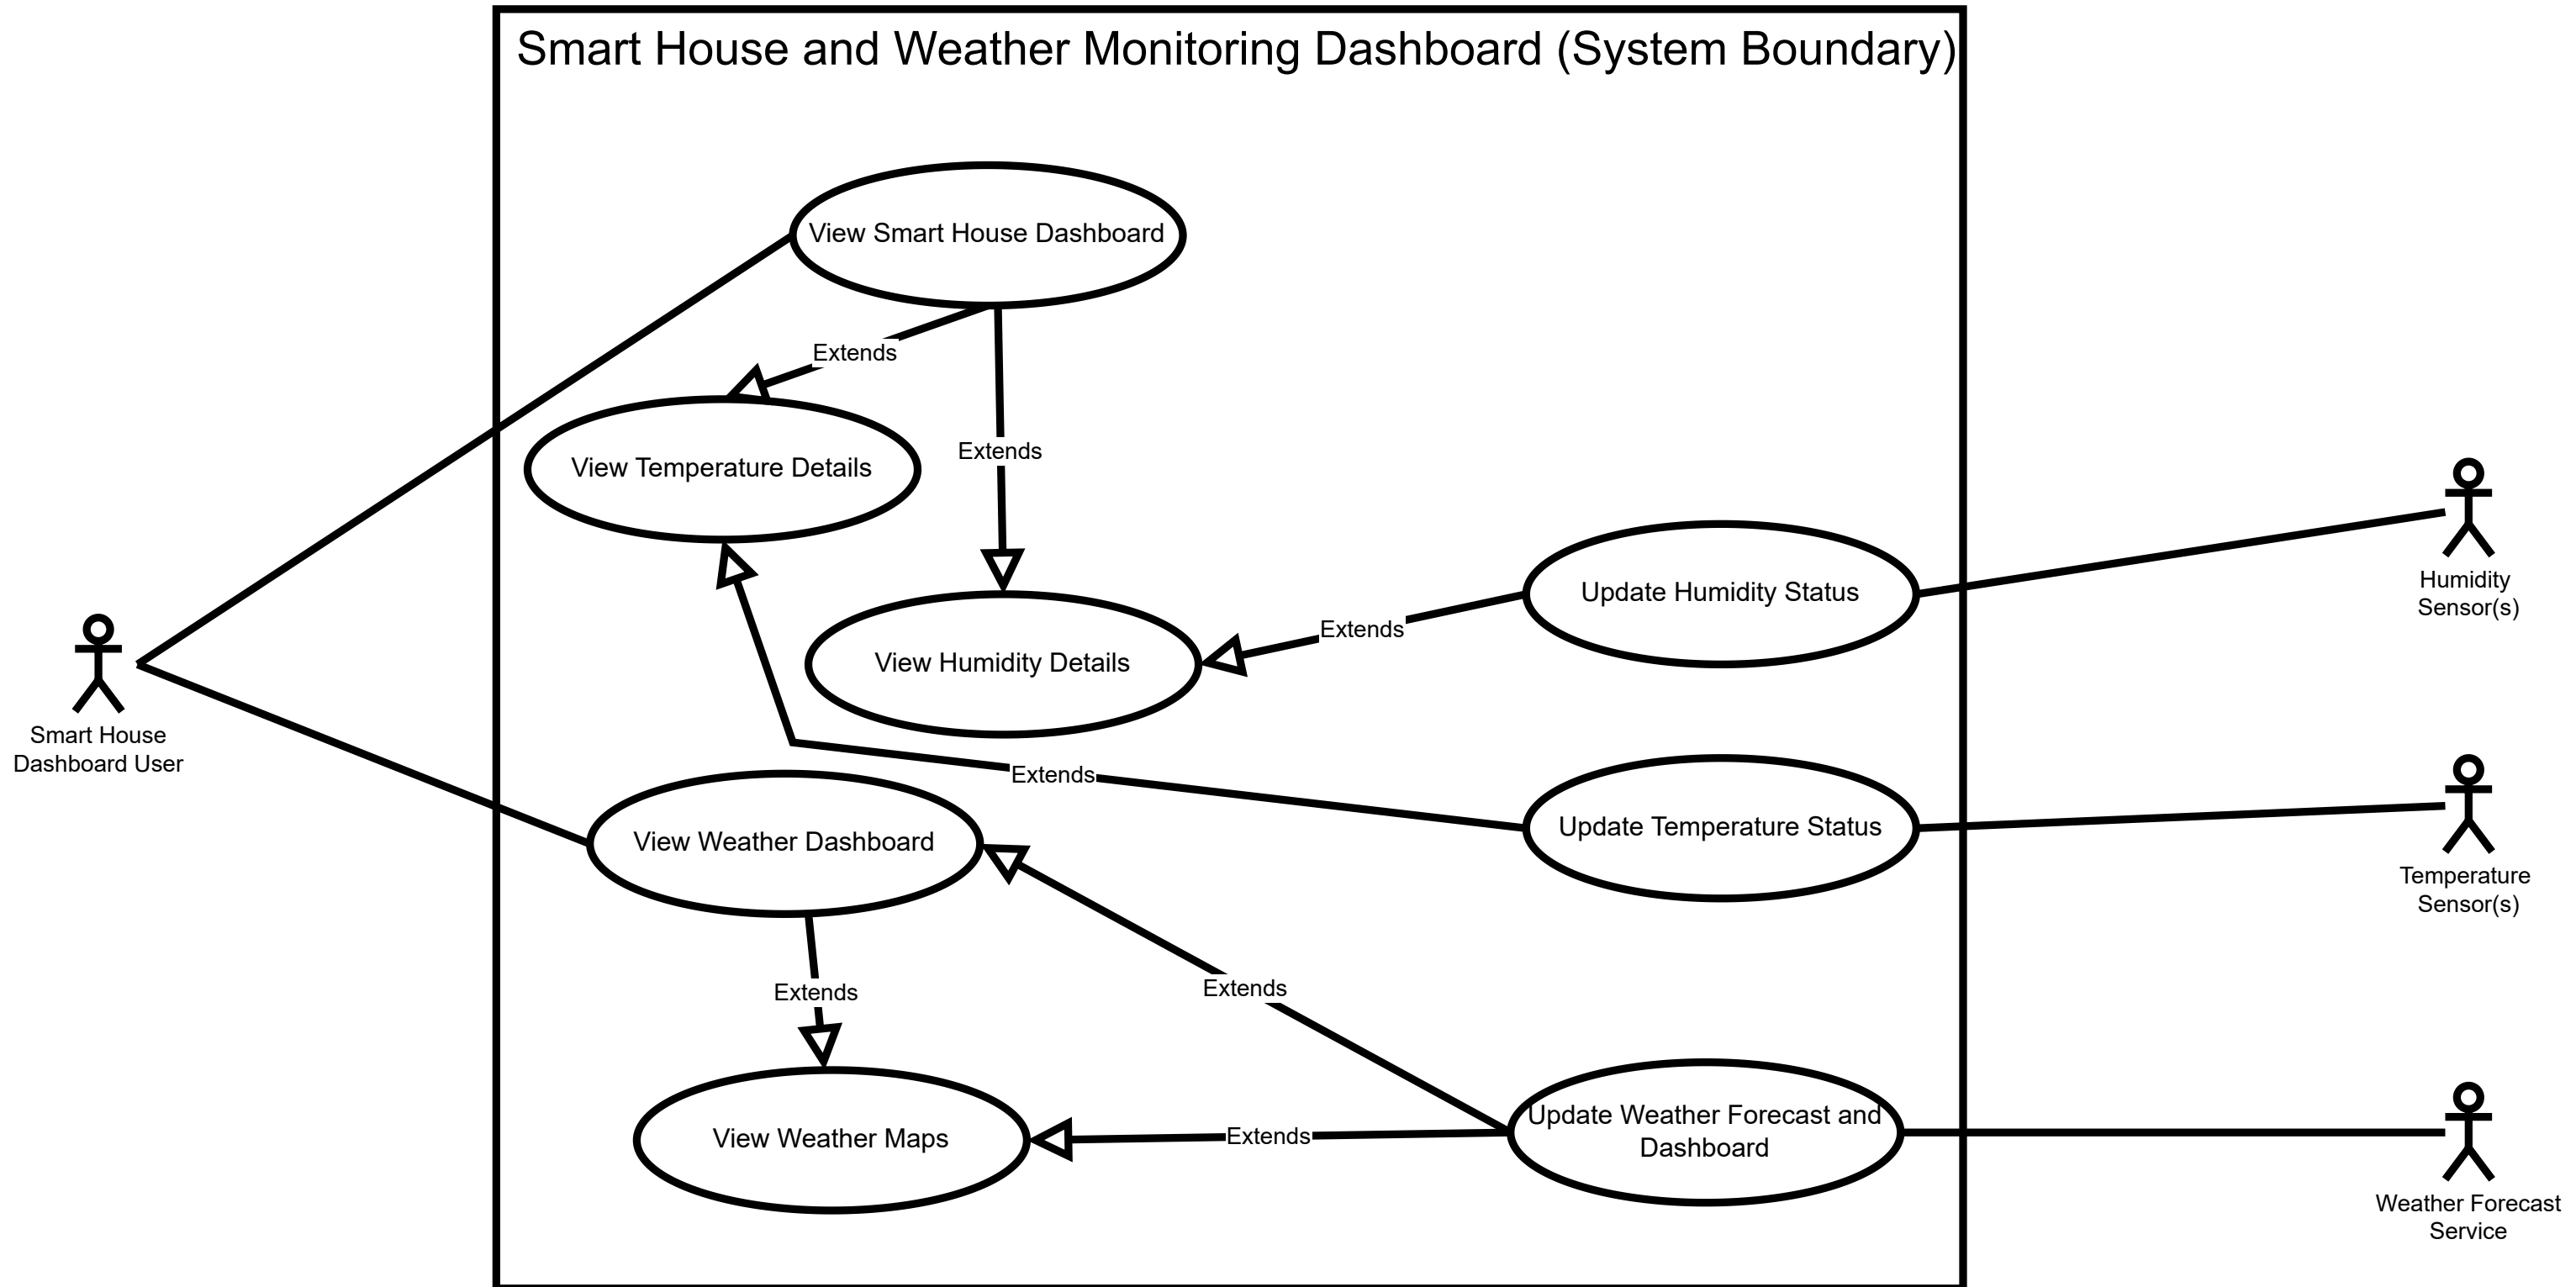 Smart House and Weather Monitoring Dashboard (System Boundary)
View Smart House Dashboard
Extends
Extends
View Temperature Details
Update Humidity Status
Humidity
Sensor(s)
Extends
View Humidity Details
Smart House
Dashboard User
Extends
Update Temperature Status
View Weather Dashboard
Temperature
Sensor(s)
Extends
Extends
Update Weather Forecast and
Dashboard
Extends
View Weather Maps
Weather Forecast
Service